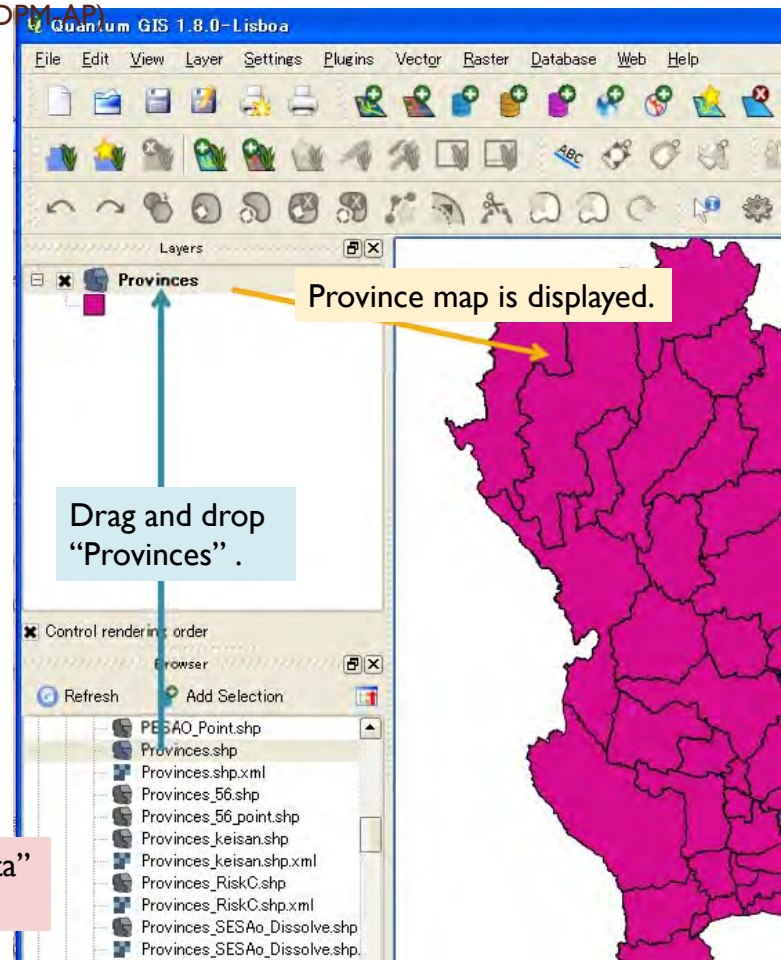 DPM-AP)
Quantum GIS 1.8.0-Lisboa
File Edit View Layer Settings Plugins Vector Raster Database Web Help
ABC
Layers
Provinces
Province map is displayed.
Drag and drop
“Provinces” .
Control rendering order
Browser
Refresh Add Selection
PESAO_Point.shp
Provinces.shp
Provinces.shp.xml
Provinces_56.shp
Provinces_56_point.shp
Provinces_keisan.shp
Provinces_keisan.shp.xml
ta”
Provinces_RiskC.shp
Provinces_RiskC.shp.xml
Provinces_SESAo_Dissolve.shp
Provinces_SESAo_Dissolve.shp.